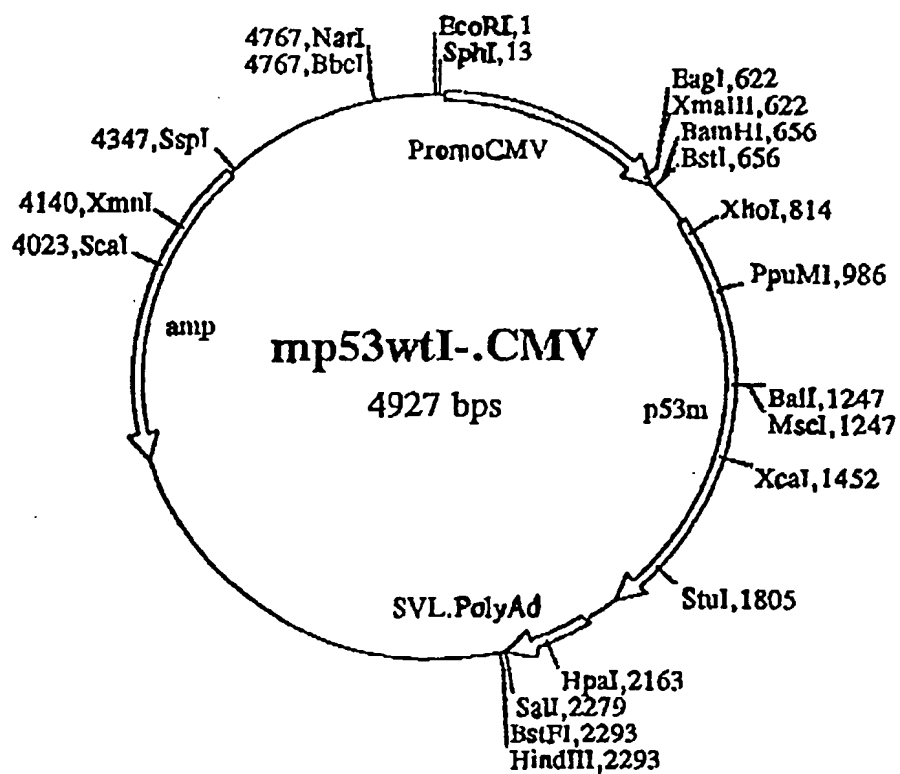 EcoRI,1
SphI,13
4767,NarI
4767,BbcI
BagI,622
XmaIII,622
BamHI,656
BstI,656
4347,SspI
PromoCMV
XhoI,814
4140,XmnI
4023,ScaI
PpuMI,986
amp
mp53wtI-.CMV
4927 bps
p53m
BalI,1247
MscI,1247
XcaI,1452
StuI,1805
SVL.PolyAd
HpaI,2163
SalI,2279
BstFI,2293
HindIII,2293